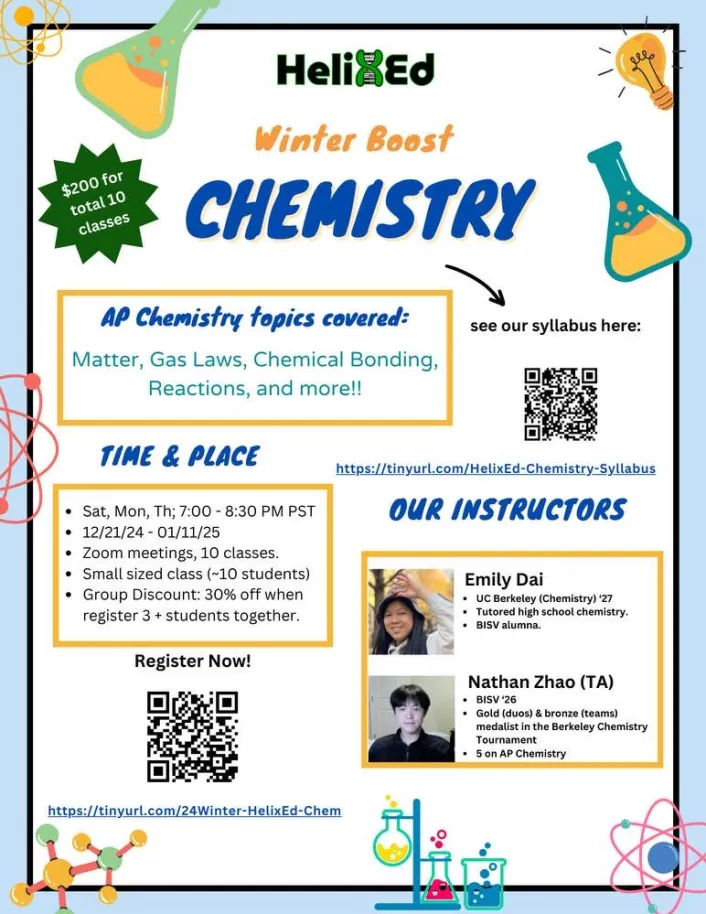 HeliXEd
Winter Boost
CHEMISTRY
$200 for
total 10
classes
AP Chemistry topics covered:
Matter, Gas Laws, Chemical Bonding,
Reactions, and more!!
see our syllabus here:
https://tinyurl.com/HelixEd-Chemistry-Syllabus
TIME & PLACE
• Sat, Mon, Th; 7:00 - 8:30 PM PST
• 12/21/24 - 01/11/25
• Zoom meetings, 10 classes.
• Small sized class (~10 students)
• Group Discount: 30% off when
register 3 + students together.
Register Now!
https://tinyurl.com/24Winter-HelixEd-Chem
OUR INSTRUCTORS
Emily Dai
• UC Berkeley (Chemistry) ‘27
• Tutored high school chemistry.
• BISV alumna.
Nathan Zhao (TA)
• BISV ‘26
• Gold (duos) & bronze (teams)
medalist in the Berkeley Chemistry
Tournament
• 5 on AP Chemistry